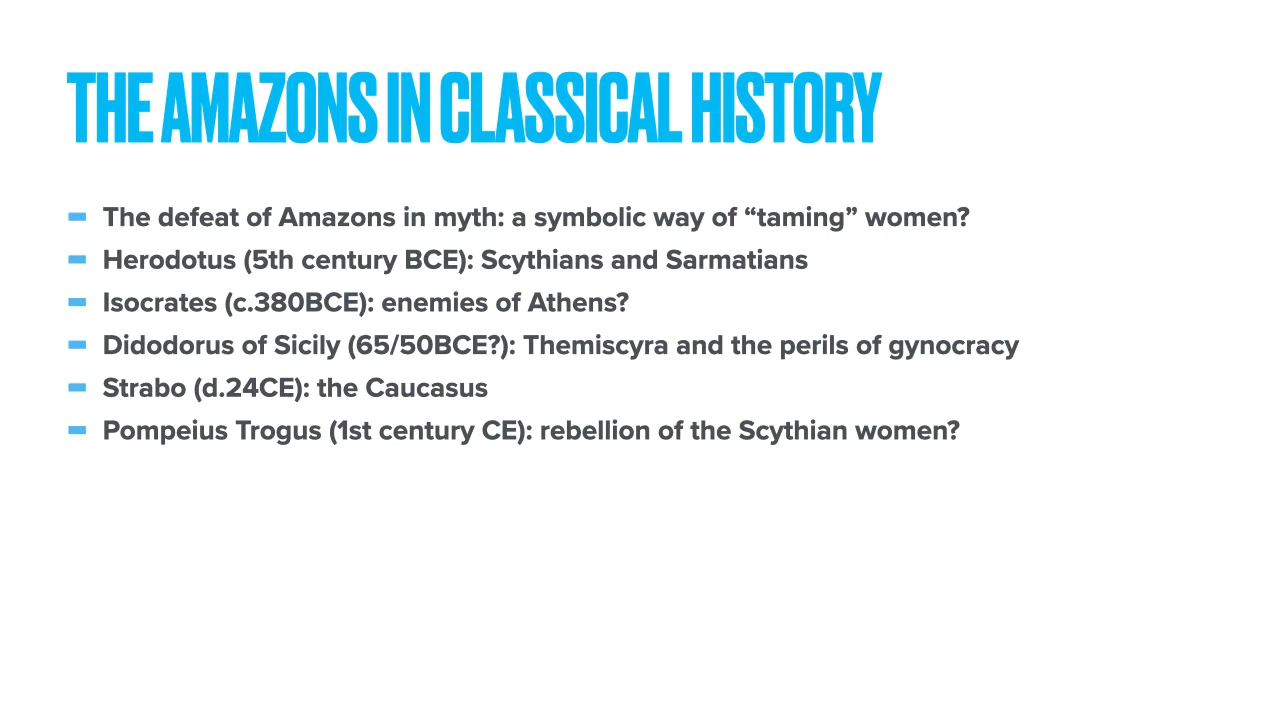 THE AMAZONS IN CLASSICAL HISTORY
The defeat of Amazons in myth: a symbolic way of “taming” women?
Herodotus (5th century BCE): Scythians and Sarmatians
Isocrates (c.380BCE): enemies of Athens?
Didodorus of Sicily (65/50BCE?): Themiscyra and the perils of gynocracy
Strabo (d.24CE): the Caucasus
Pompeius Trogus (1st century CE): rebellion of the Scythian women?